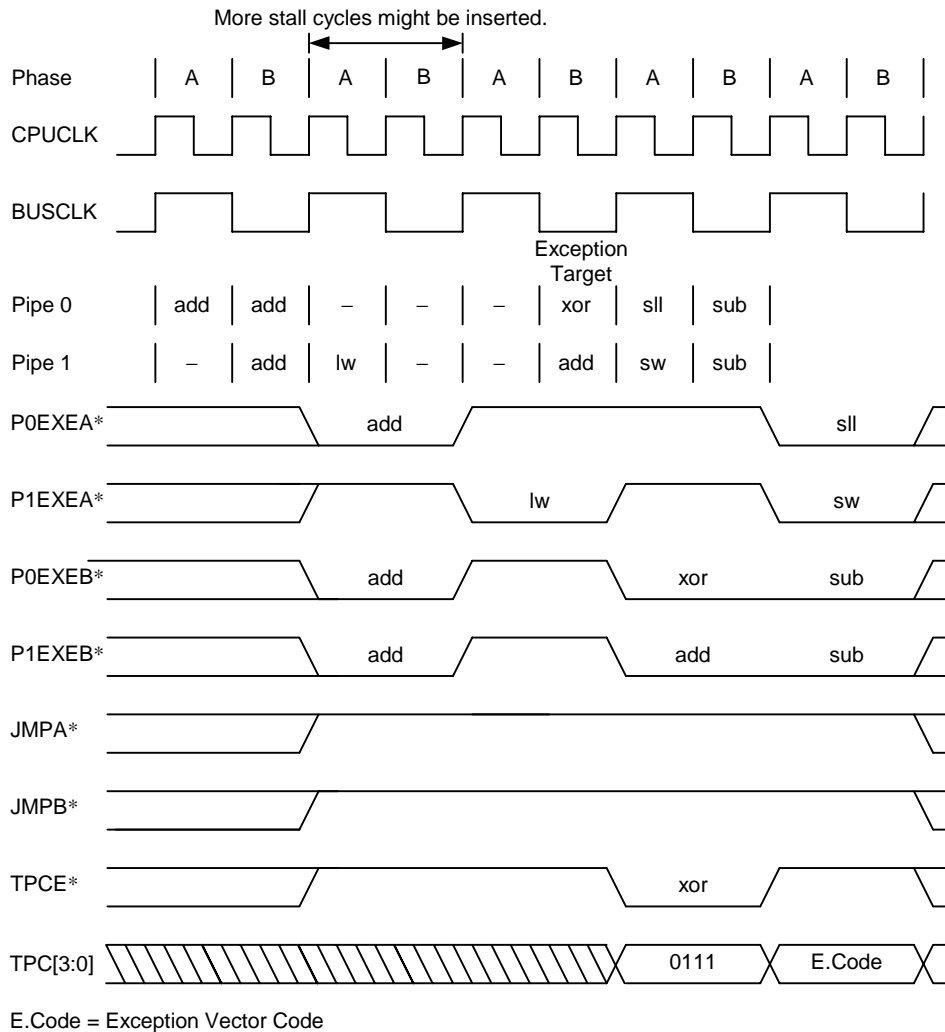 More stall cycles might be inserted.
Phase A B A B A B A B A B
CPUCLK
BUSCLK
Exception
Target
Pipe 0 add add – – – xor sll sub
Pipe 1 – add lw – – add sw sub
P0EXEA* add sll
P1EXEA* lw sw
P0EXEB* add xor sub
P1EXEB* add add sub
JMPA*
JMPB*
TPCE* xor
TPC[3:0] 0111 E.Code
E.Code = Exception Vector Code